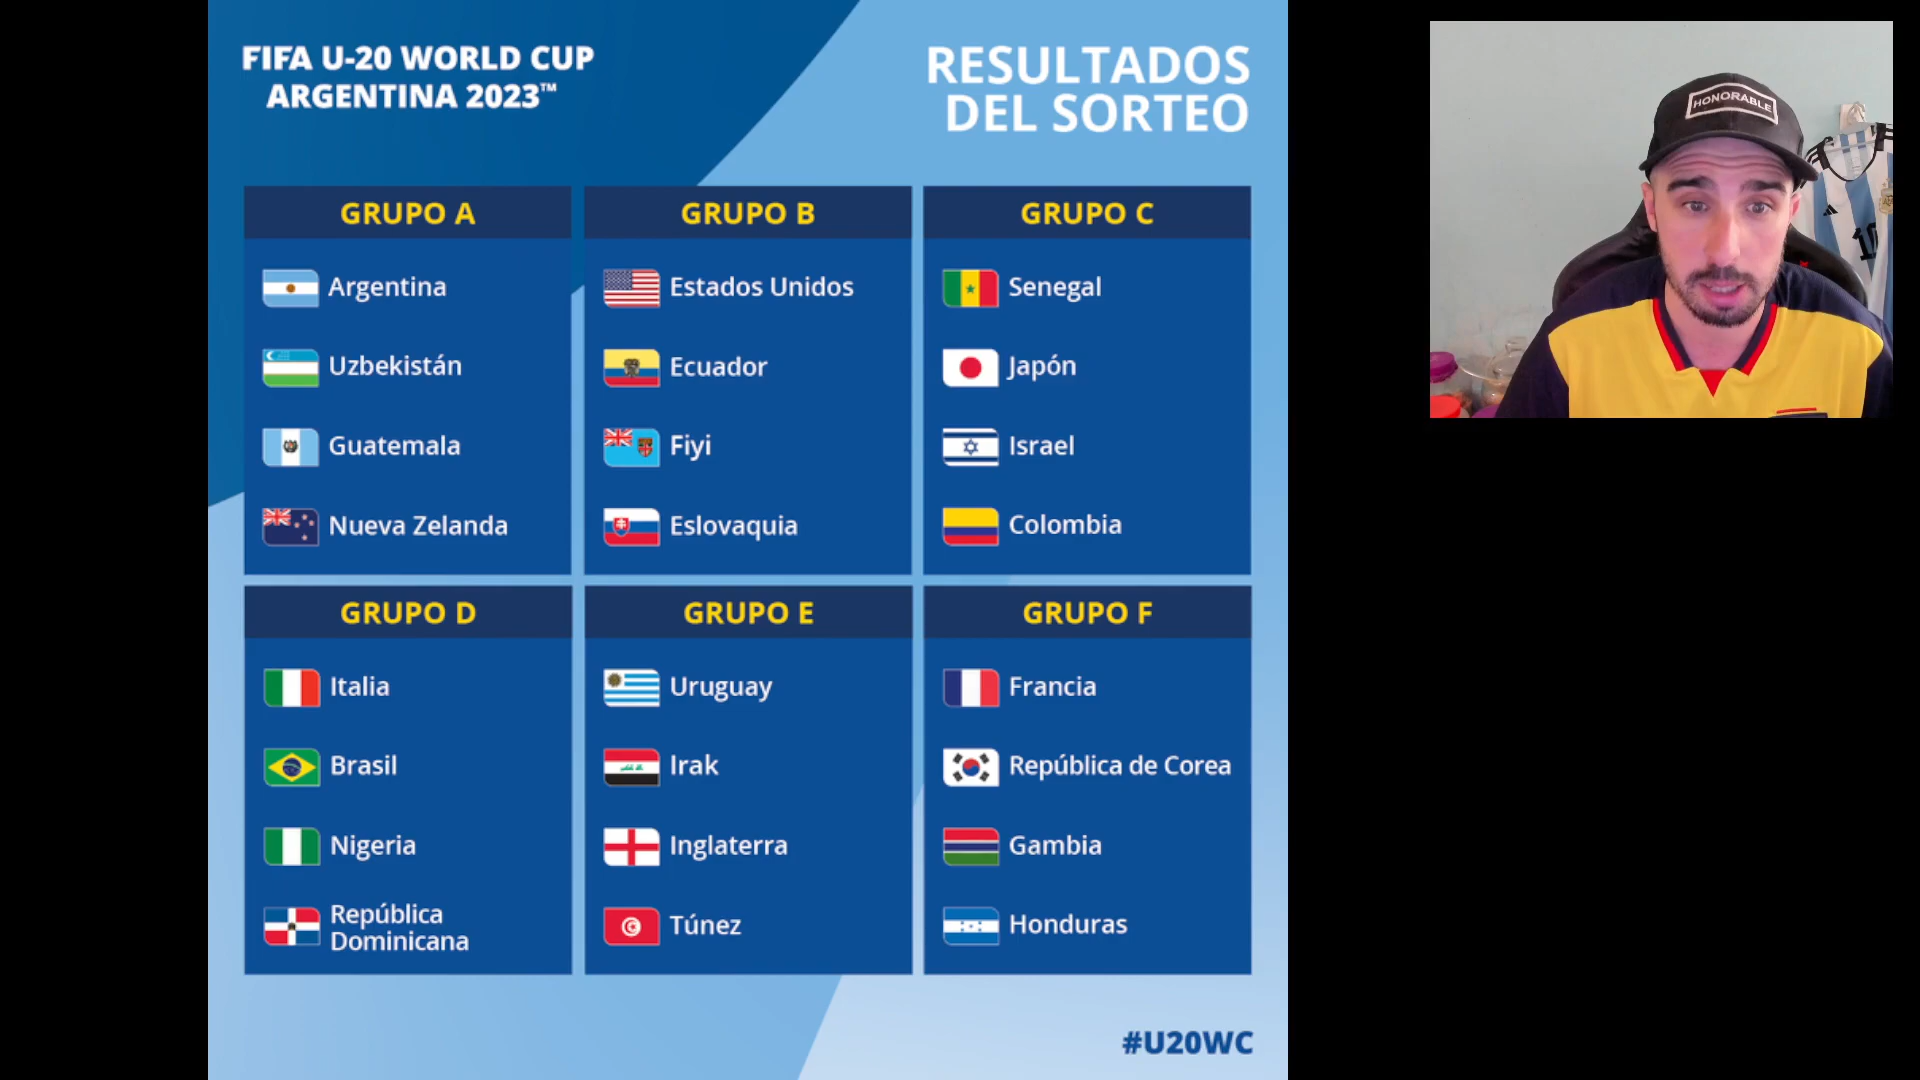 FIFA U-20 WORLD CUP
ARGENTINA 2023™
RESULTADOS
DEL SORTEO
GRUPO A
Argentina
Uzbekistán
Guatemala
Nueva Zelanda
GRUPO B
Estados Unidos
Ecuador
Fiyi
Eslovaquia
GRUPO C
Senegal
Japón
Israel
Colombia
GRUPO D
Italia
Brasil
Nigeria
República
Dominicana
GRUPO E
Uruguay
Irak
Inglaterra
Túnez
GRUPO F
Francia
República de Corea
Gambia
Honduras
#U20WC
HONORABLE
10